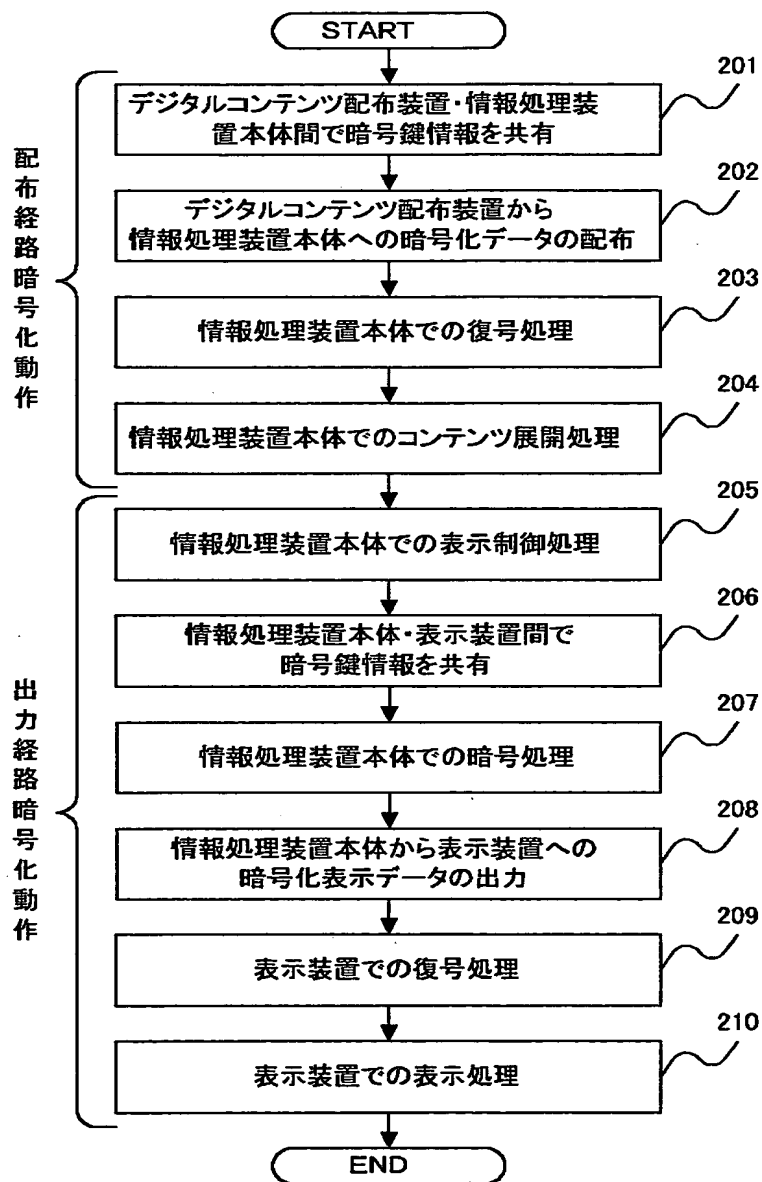 START
配布経路暗号化動作
デジタルコンテンツ配布装置・情報処理装
置本体間で暗号鍵情報を共有
201
デジタルコンテンツ配布装置から
情報処理装置本体への暗号化データの配布
202
情報処理装置本体での復号処理
203
情報処理装置本体でのコンテンツ展開処理
204
出力経路暗号化動作
情報処理装置本体での表示制御処理
205
情報処理装置本体・表示装置間で
暗号鍵情報を共有
206
情報処理装置本体での暗号処理
207
情報処理装置本体から表示装置への
暗号化表示データの出力
208
表示装置での復号処理
209
表示装置での表示処理
210
END